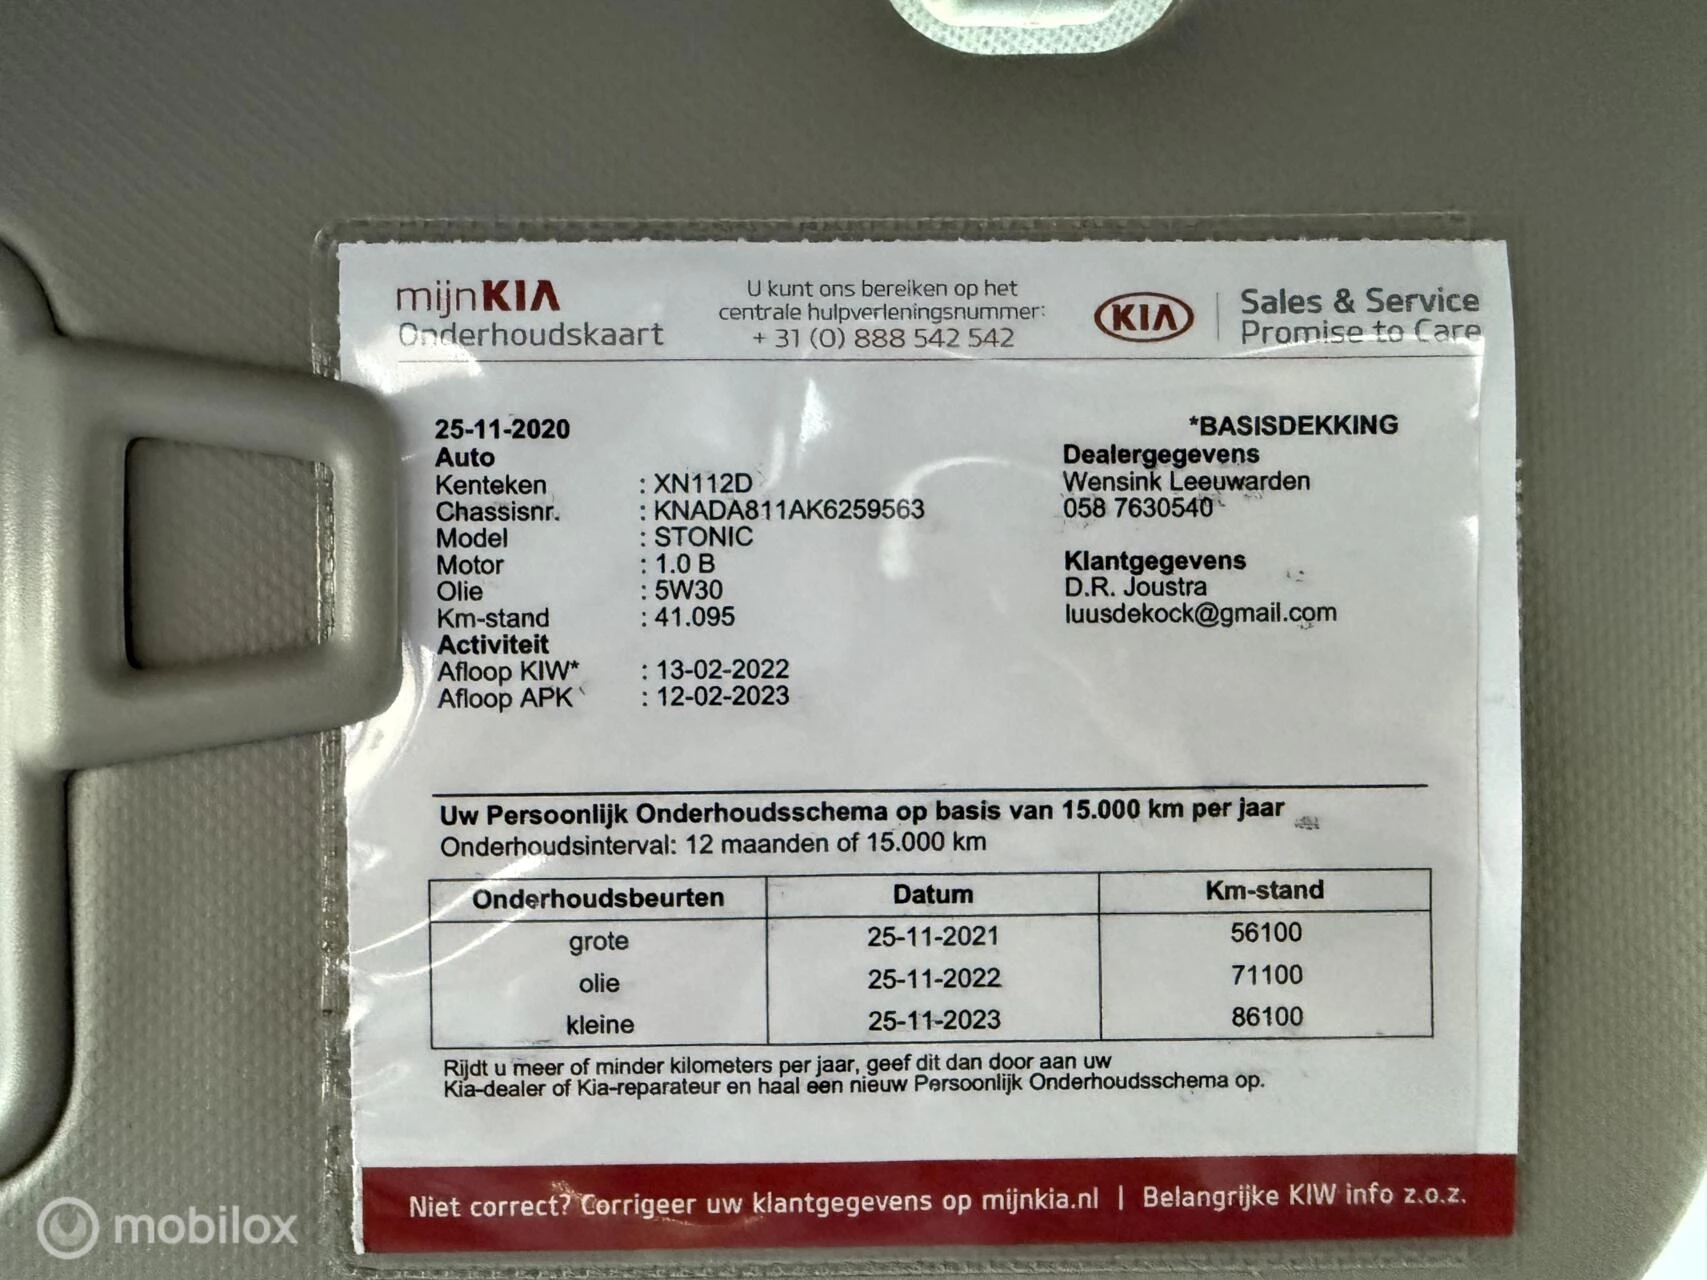 mijnKIA
Onderhoudskaart
U kunt ons bereiken op het
centrale hulpverleningsnummer:
+ 31 (0) 888 542 542
KIA
Sales & Service
Promise to Care
25-11-2020
*BASISDEKKING
Auto
Kenteken : XN112D
Chassisnr. : KNADA811AK6259563
Model : STONIC
Motor : 1.0 B
Olie : 5W30
Km-stand : 41.095
Activiteit
Afloop KIW* : 13-02-2022
Afloop APK : 12-02-2023
Dealergegevens
Wensink Leeuwarden
058 7630540
Klantgegevens
D.R. Joustra
luusdekock@gmail.com
Uw Persoonlijk Onderhoudsschema op basis van 15.000 km per jaar
Onderhoudsinterval: 12 maanden of 15.000 km
Onderhoudsbeurten Datum Km-stand
grote 25-11-2021 56100
olie 25-11-2022 71100
kleine 25-11-2023 86100
Rijdt u meer of minder kilometers per jaar, geef dit dan door aan uw
Kia-dealer of Kia-reparateur en haal een nieuw Persoonlijk Onderhoudsschema op.
Niet correct? Corrigeer uw klantgegevens op mijnkia.nl | Belangrijke KIW info z.o.z.
mobilox